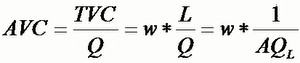 AVC = TVC/Q = w * L/Q = w * 1/AQ_L